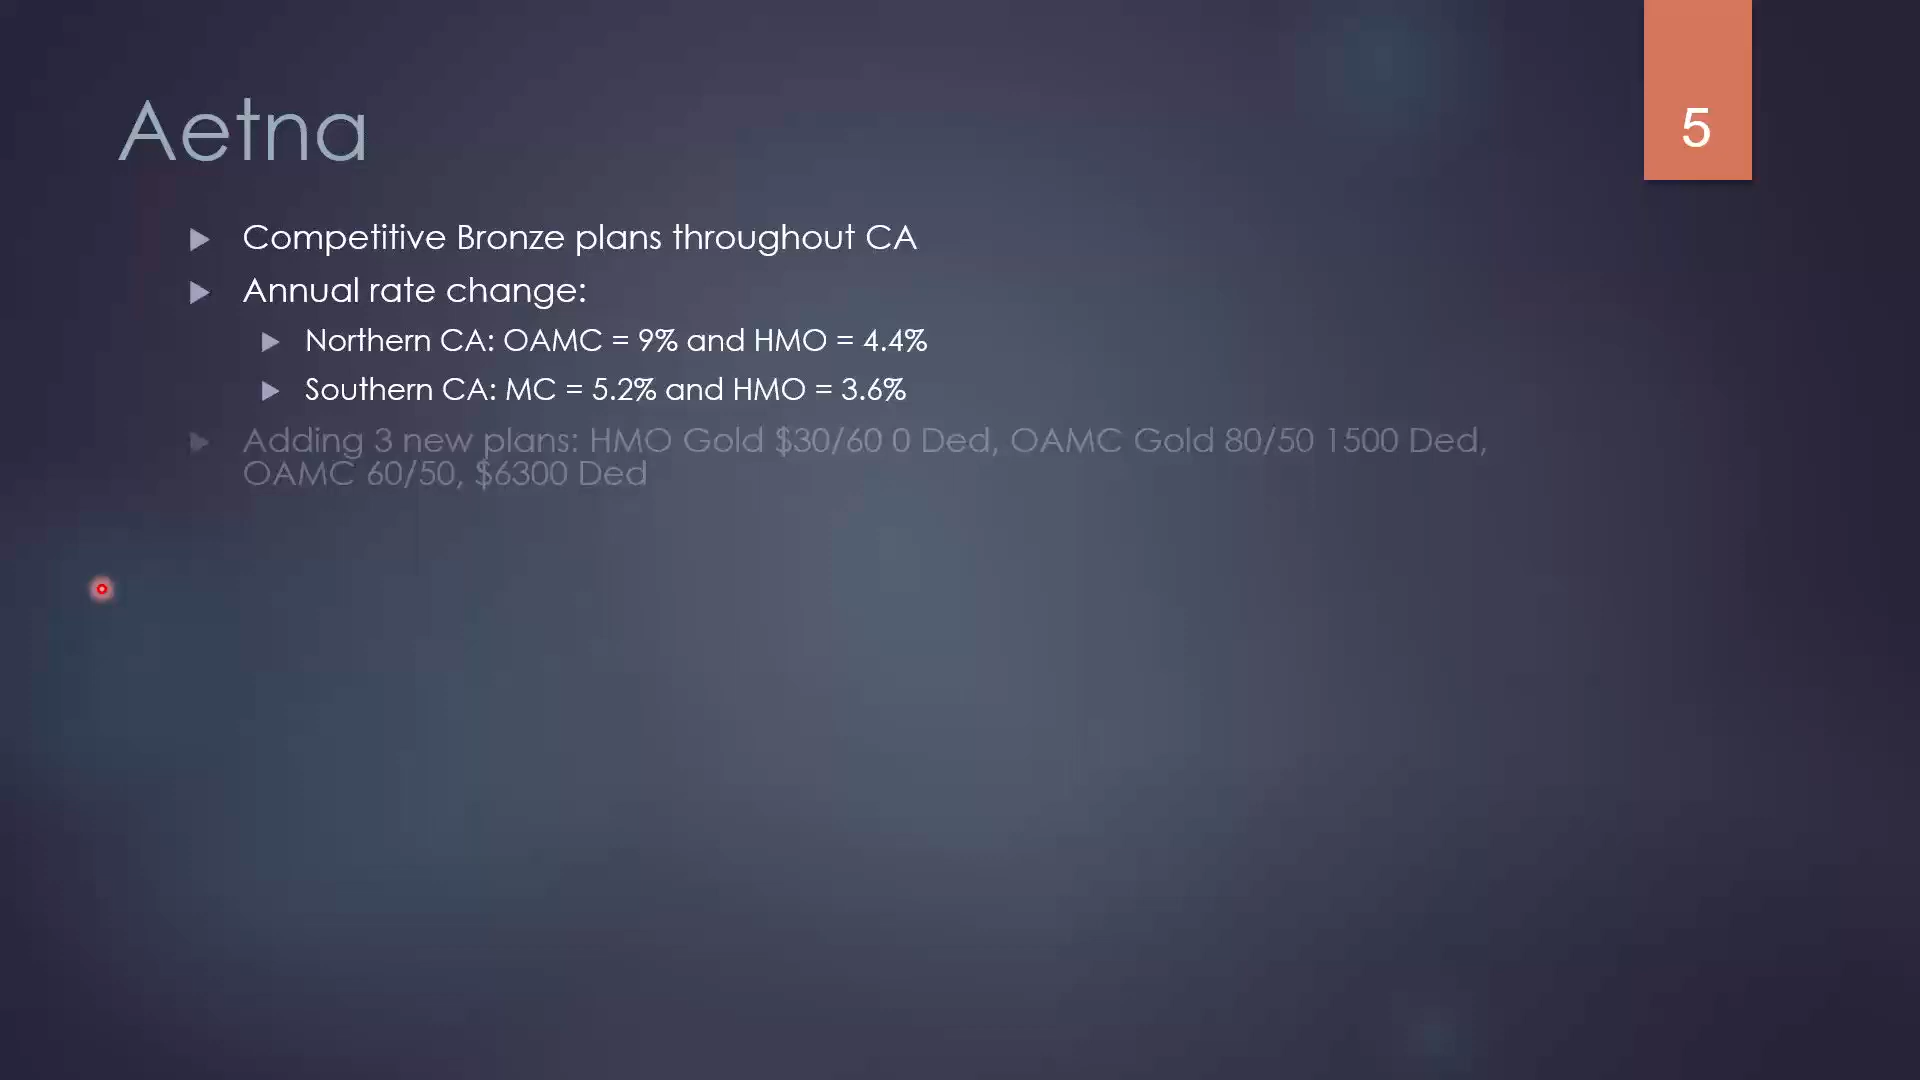 Aetna
5
Competitive Bronze plans throughout CA
Annual rate change:
Northern CA: OAMC = 9% and HMO = 4.4%
Southern CA: MC = 5.2% and HMO = 3.6%
Adding 3 new plans: HMO Gold $30/60 0 Ded, OAMC Gold 80/50 1500 Ded,
OAMC 60/50, $6300 Ded